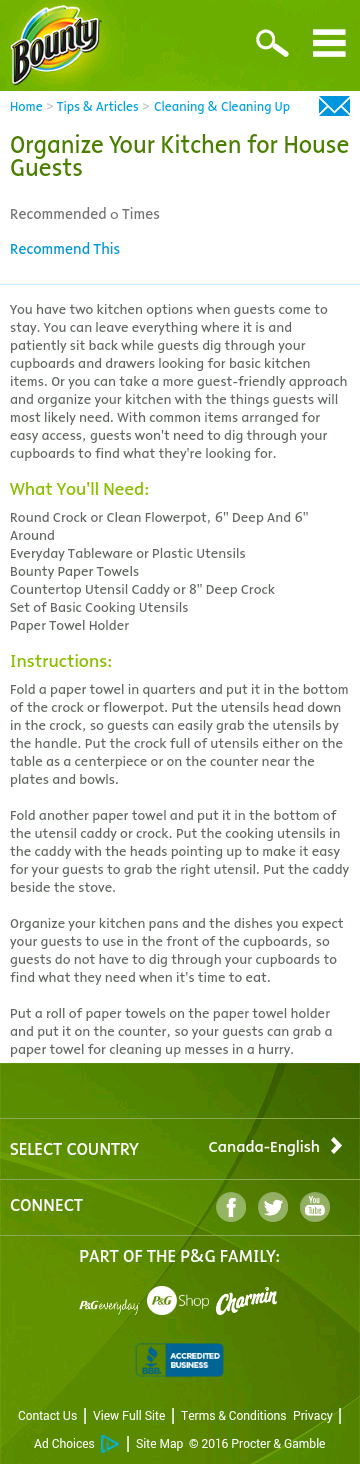 Bounty
Home > Tips & Articles > Cleaning & Cleaning Up
Organize Your Kitchen for House
Guests
Recommended 0 Times
Recommend This
You have two kitchen options when guests come to
stay. You can leave everything where it is and
patiently sit back while guests dig through your
cupboards and drawers looking for basic kitchen
items. Or you can take a more guest-friendly approach
and organize your kitchen with the things guests will
most likely need. With common items arranged for
easy access, guests won't need to dig through your
cupboards to find what they're looking for.
What You'll Need:
Round Crock or Clean Flowerpot, 6" Deep And 6"
Around
Everyday Tableware or Plastic Utensils
Bounty Paper Towels
Countertop Utensil Caddy or 8" Deep Crock
Set of Basic Cooking Utensils
Paper Towel Holder
Instructions:
Fold a paper towel in quarters and put it in the bottom
of the crock or flowerpot. Put the utensils head down
in the crock, so guests can easily grab the utensils by
the handle. Put the crock full of utensils either on the
table as a centerpiece or on the counter near the
plates and bowls.
Fold another paper towel and put it in the bottom of
the utensil caddy or crock. Put the cooking utensils in
the caddy with the heads pointing up to make it easy
for your guests to grab the right utensil. Put the caddy
beside the stove.
Organize your kitchen pans and the dishes you expect
your guests to use in the front of the cupboards, so
guests do not have to dig through your cupboards to
find what they need when it's time to eat.
Put a roll of paper towels on the paper towel holder
and put it on the counter, so your guests can grab a
paper towel for cleaning up messes in a hurry.
SELECT COUNTRY Canada-English
CONNECT You Tube
PART OF THE P&G FAMILY:
P&G everyday P&G Shop Charmin
BBB ACCREDITED BUSINESS
Contact Us | View Full Site | Terms & Conditions Privacy |
Ad Choices | Site Map © 2016 Procter & Gamble